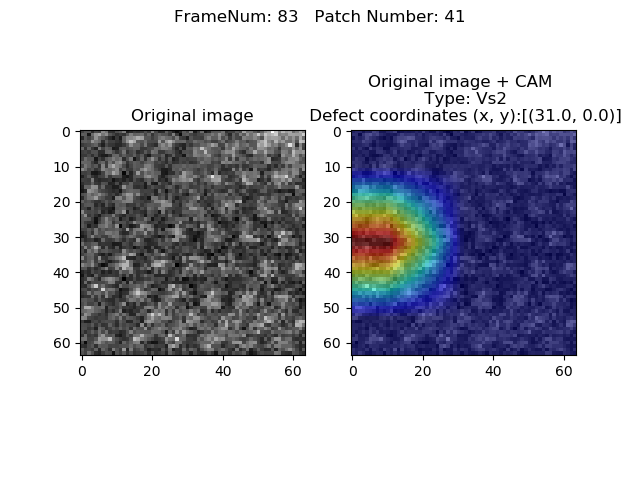 FrameNum: 83   Patch Number: 41
Original image
Original image + CAM
Type: Vs2
Defect coordinates (x, y):[(31.0, 0.0)]
0
10
20
30
40
50
60
0 20 40 60
0
10
20
30
40
50
60
0 20 40 60